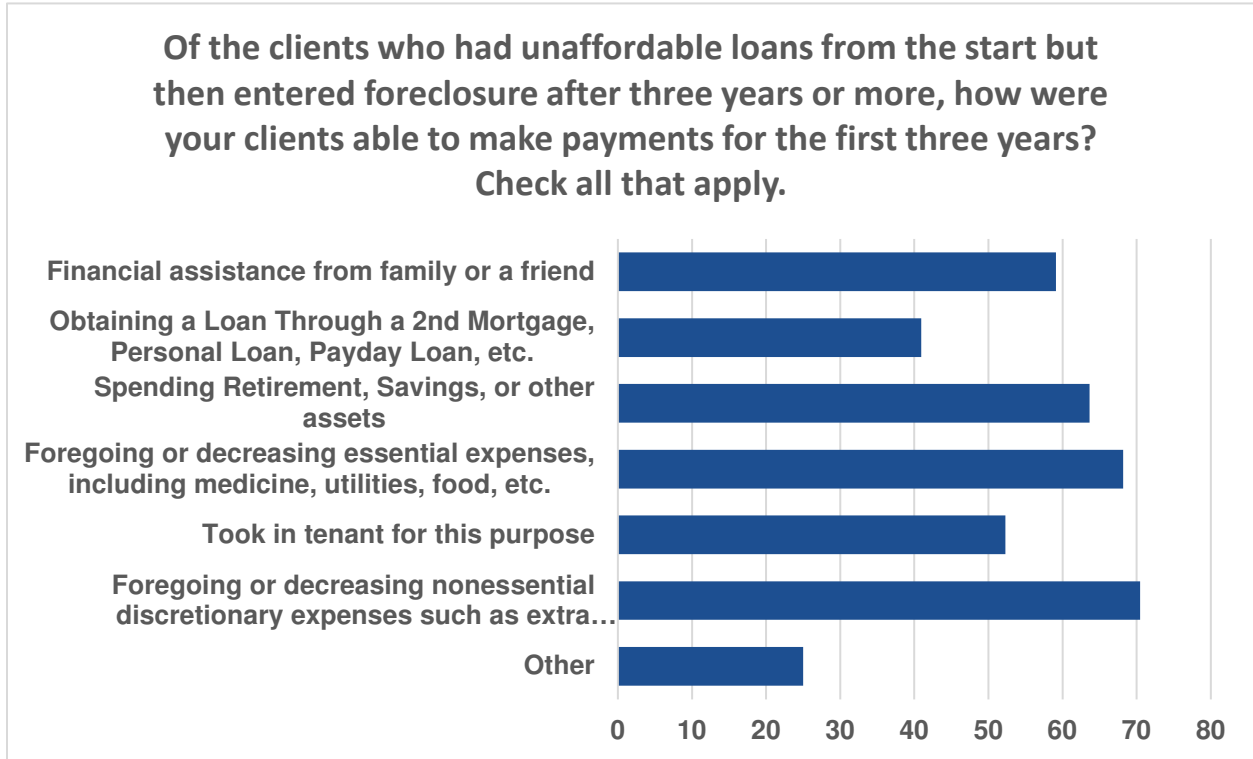 Of the clients who had unaffordable loans from the start but
then entered foreclosure after three years or more, how were
your clients able to make payments for the first three years?
Check all that apply.
Financial assistance from family or a friend
Obtaining a Loan Through a 2nd Mortgage,
Personal Loan, Payday Loan, etc.
Spending Retirement, Savings, or other
assets
Foregoing or decreasing essential expenses,
including medicine, utilities, food, etc.
Took in tenant for this purpose
Foregoing or decreasing nonessential
discretionary expenses such as extra…
Other
0 10 20 30 40 50 60 70 80